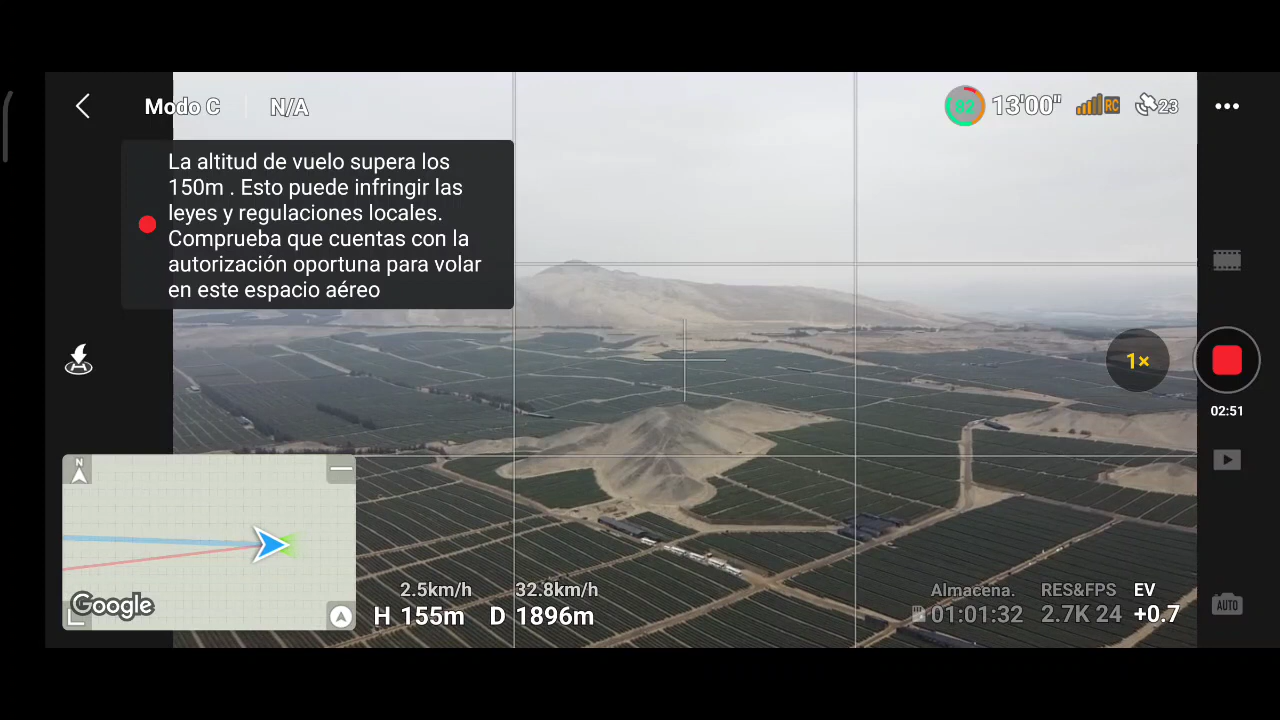 Modo C
N/A
82
13'00"
RC
23
La altitud de vuelo supera los
150m . Esto puede infringir las
leyes y regulaciones locales.
Comprueba que cuentas con la
autorización oportuna para volar
en este espacio aéreo
1×
02:51
N
Google
2.5km/h
32.8km/h
H 155m
D 1896m
Almacena.
RES&FPS
EV
01:01:32
2.7K 24
+0.7
AUTO